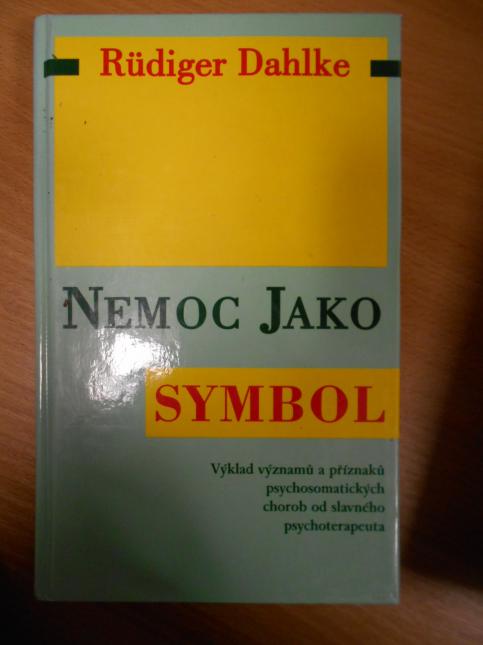 Rüdiger Dahlke
NEMOC JAKO
SYMBOL
Výklad významů a příznaků
psychosomatických
chorob od slavného
psychoterapeuta